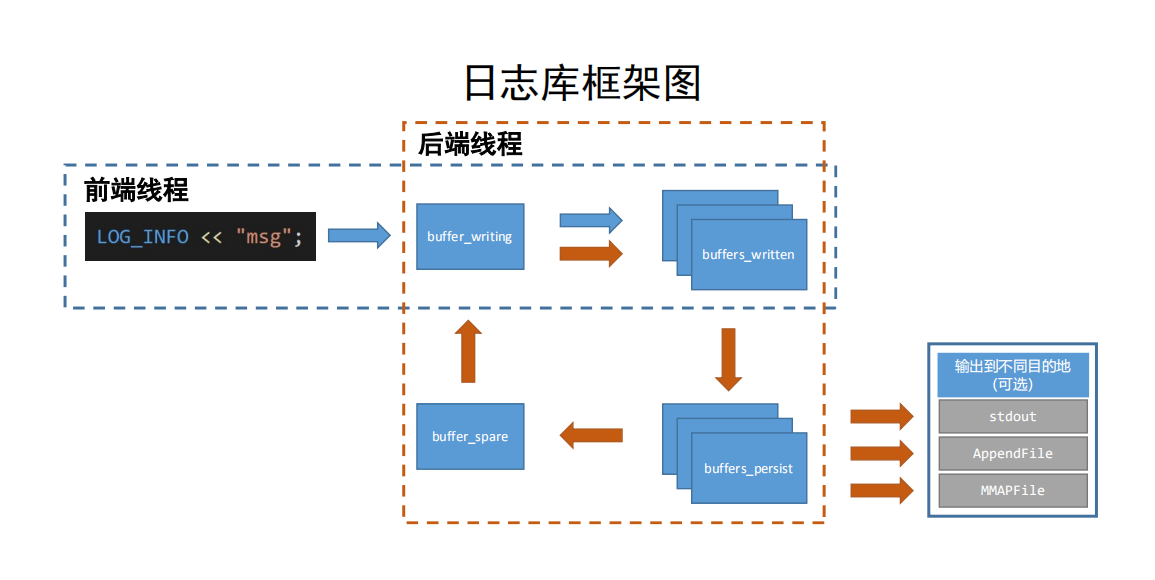 日志库框架图
后端线程
前端线程
LOG_INFO << "msg";
buffer_writing
buffers_written
buffer_spare
buffers_persist
输出到不同目的地
(可选)
stdout
AppendFile
MMAPFile